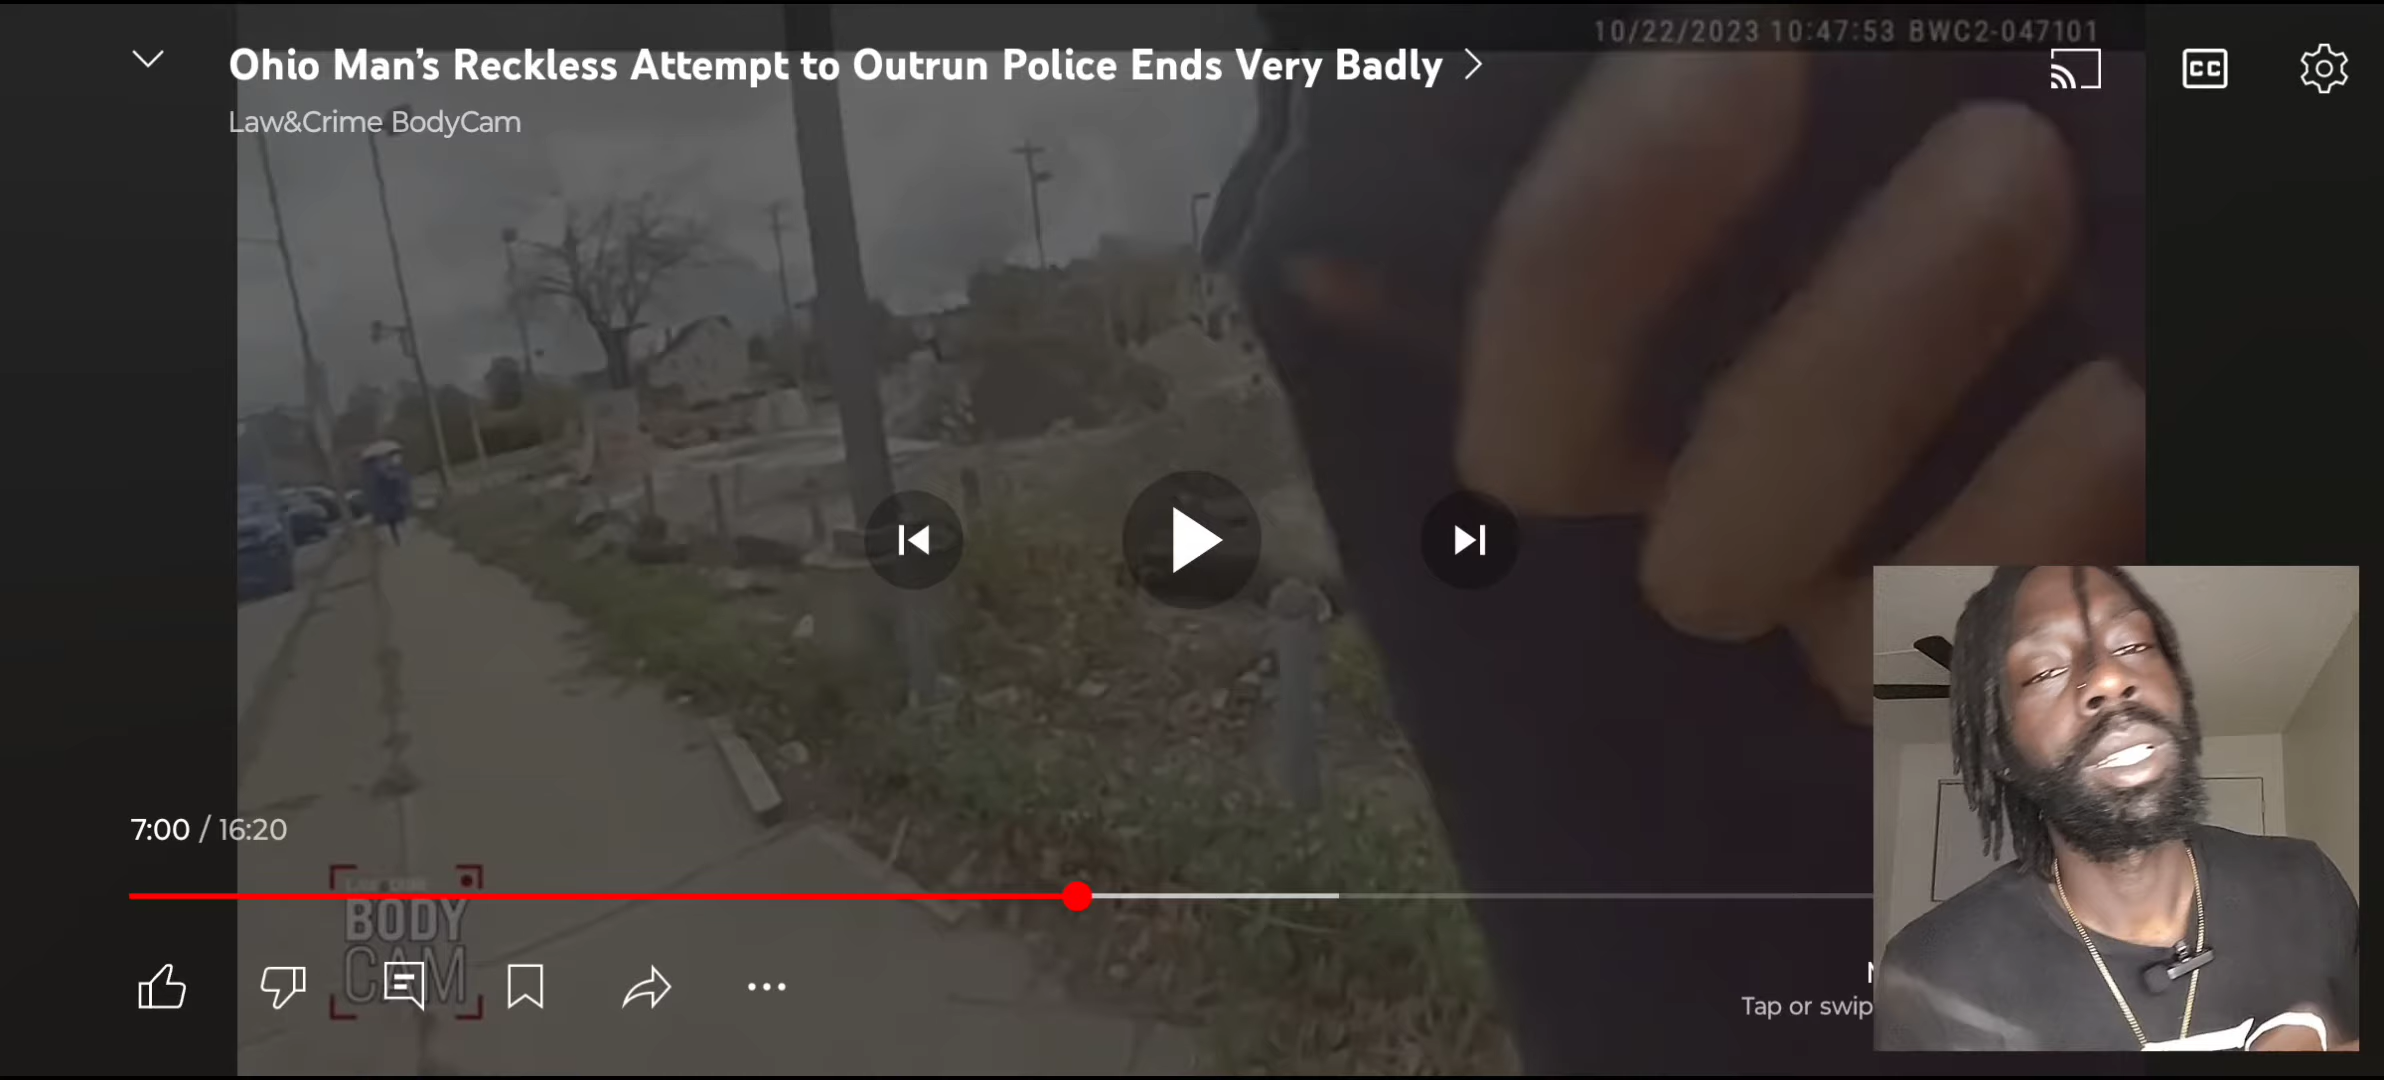 10/22/2023 10:47:53 BWC2-047101
Ohio Man's Reckless Attempt to Outrun Police Ends Very Badly
CC
Law&Crime BodyCam
7:00 / 16:20
BODY
CAM
Tap or swip